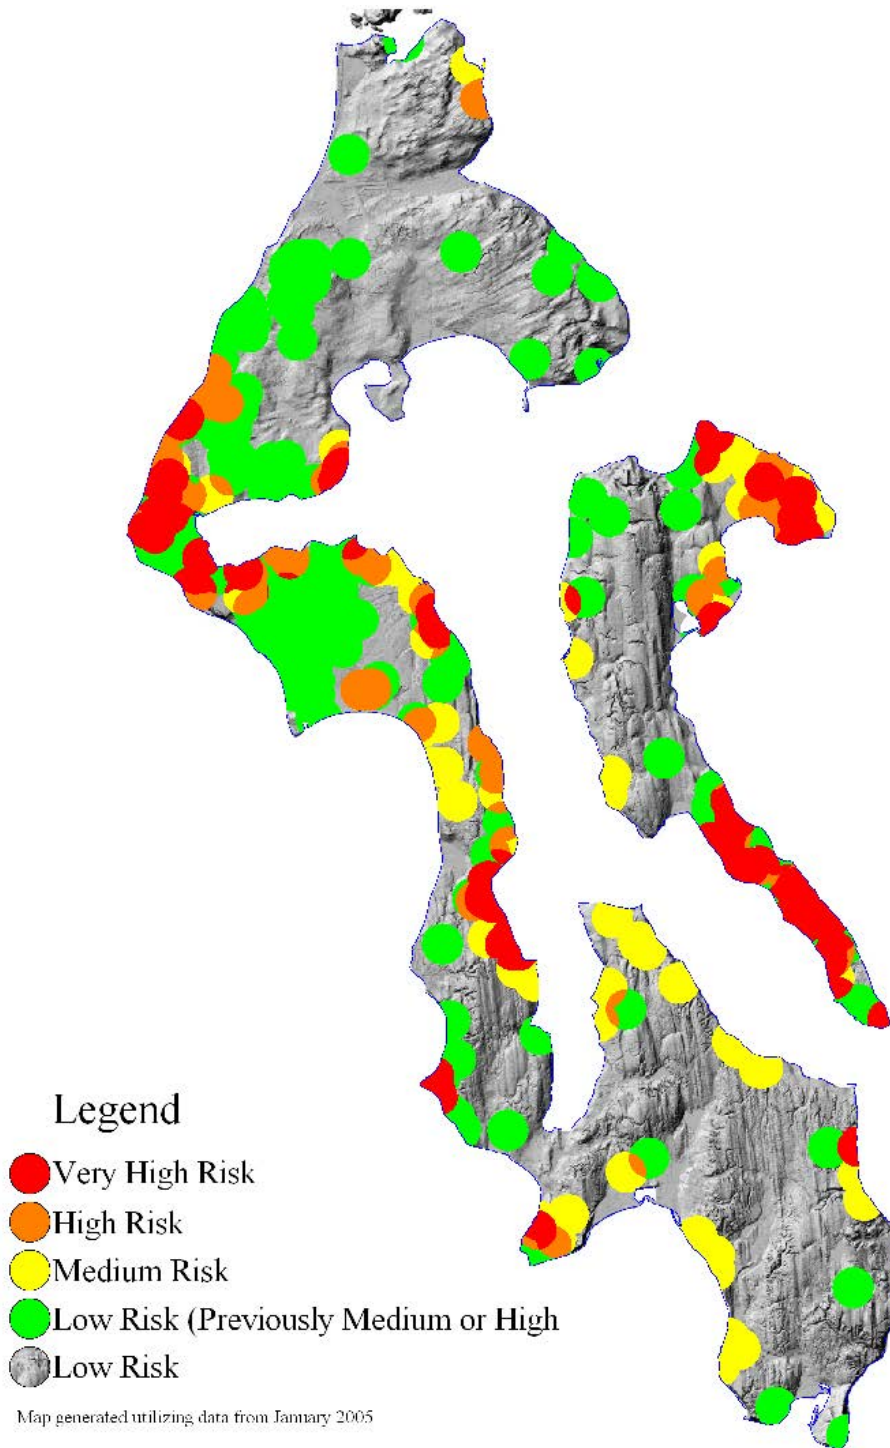 Legend
Very High Risk
High Risk
Medium Risk
Low Risk (Previously Medium or High
Low Risk
Map generated utilizing data from January 2005